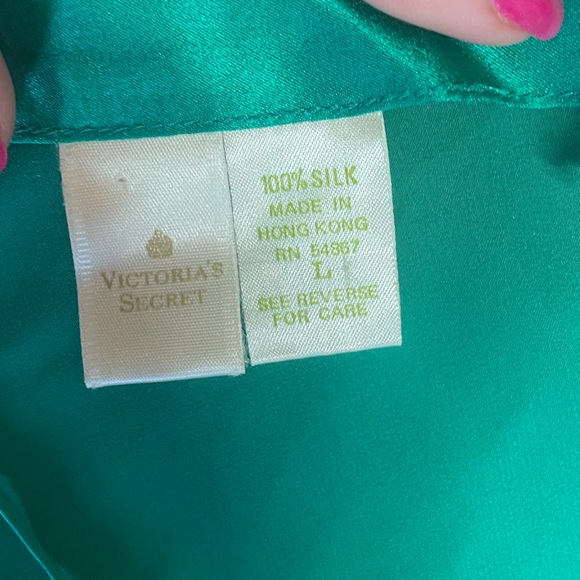 VICTORIA'S
SECRET
100% SILK
MADE IN
HONG KONG
RN 54867
L
SEE REVERSE
FOR CARE